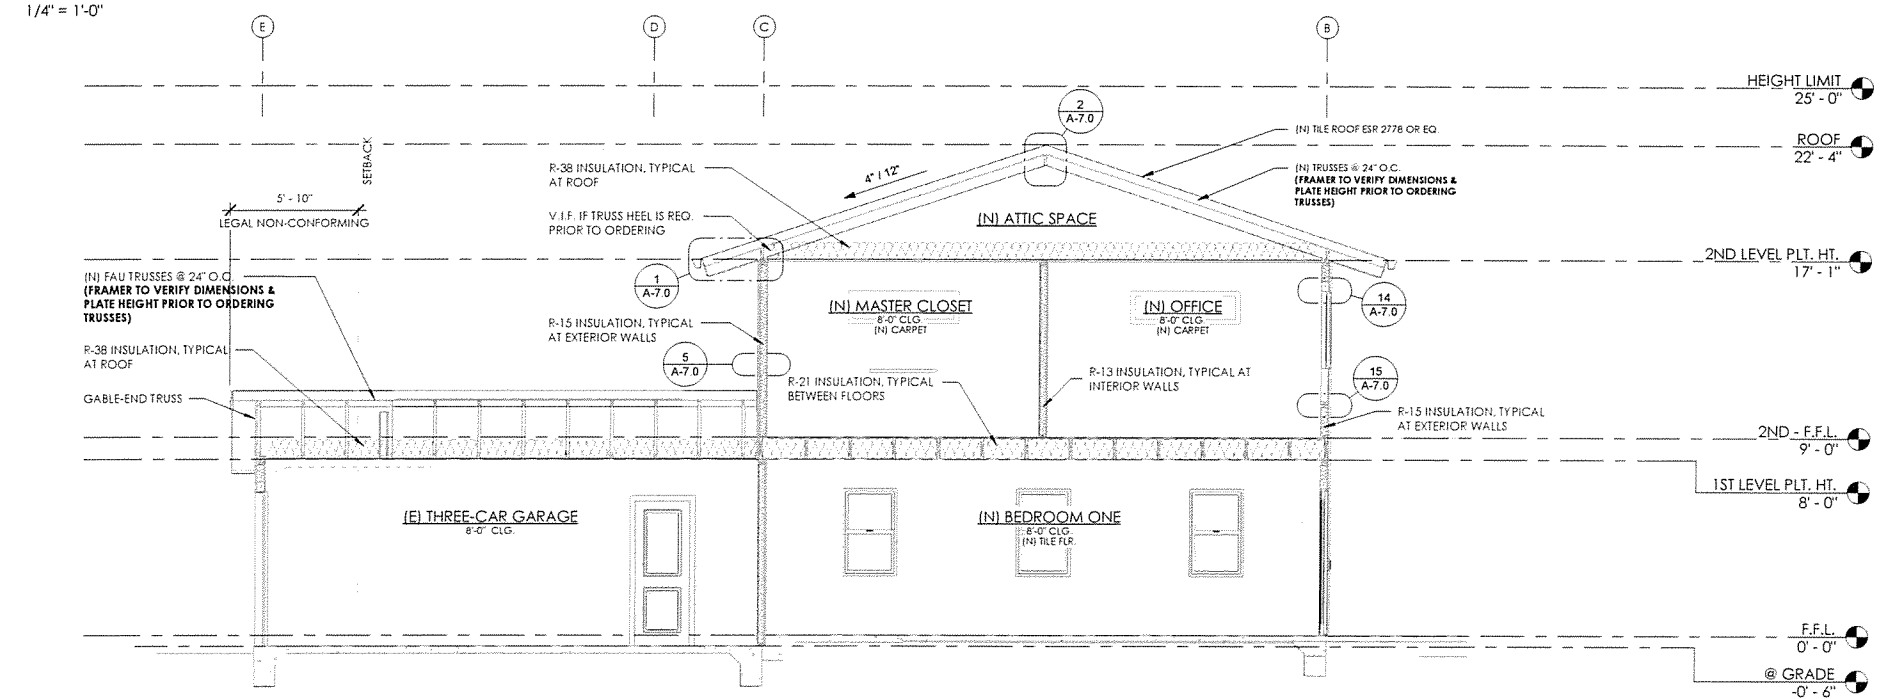 1/4" = 1'-0"
E
D
C
B
HEIGHT LIMIT
25' - 0"
2
A-7.0
(N) TILE ROOF ESR 2778 OR EQ.
ROOF
22' - 4"
SETBACK
R-38 INSULATION, TYPICAL
AT ROOF
4" / 12"
(N) TRUSSES @ 24" O.C.
(FRAMER TO VERIFY DIMENSIONS &
PLATE HEIGHT PRIOR TO ORDERING
TRUSSES)
5' - 10"
LEGAL NON-CONFORMING
V.I.F. IF TRUSS HEEL IS REQ.
PRIOR TO ORDERING
(N) ATTIC SPACE
2ND LEVEL PLT. HT.
17' - 1"
(N) FAU TRUSSES @ 24" O.C.
(FRAMER TO VERIFY DIMENSIONS &
PLATE HEIGHT PRIOR TO ORDERING
TRUSSES)
1
A-7.0
(N) MASTER CLOSET
8'-0" CLG
(N) CARPET
(N) OFFICE
8'-0" CLG
(N) CARPET
14
A-7.0
R-15 INSULATION, TYPICAL
AT EXTERIOR WALLS
R-38 INSULATION, TYPICAL
AT ROOF
5
A-7.0
R-21 INSULATION, TYPICAL
BETWEEN FLOORS
R-13 INSULATION, TYPICAL AT
INTERIOR WALLS
15
A-7.0
GABLE-END TRUSS
R-15 INSULATION, TYPICAL
AT EXTERIOR WALLS
2ND - F.F.L.
9' - 0"
1ST LEVEL PLT. HT.
8' - 0"
(E) THREE-CAR GARAGE
8'-0" CLG.
(N) BEDROOM ONE
8'-0" CLG.
(N) TILE FLR.
F.F.L.
0' - 0"
@ GRADE
-0' - 6"